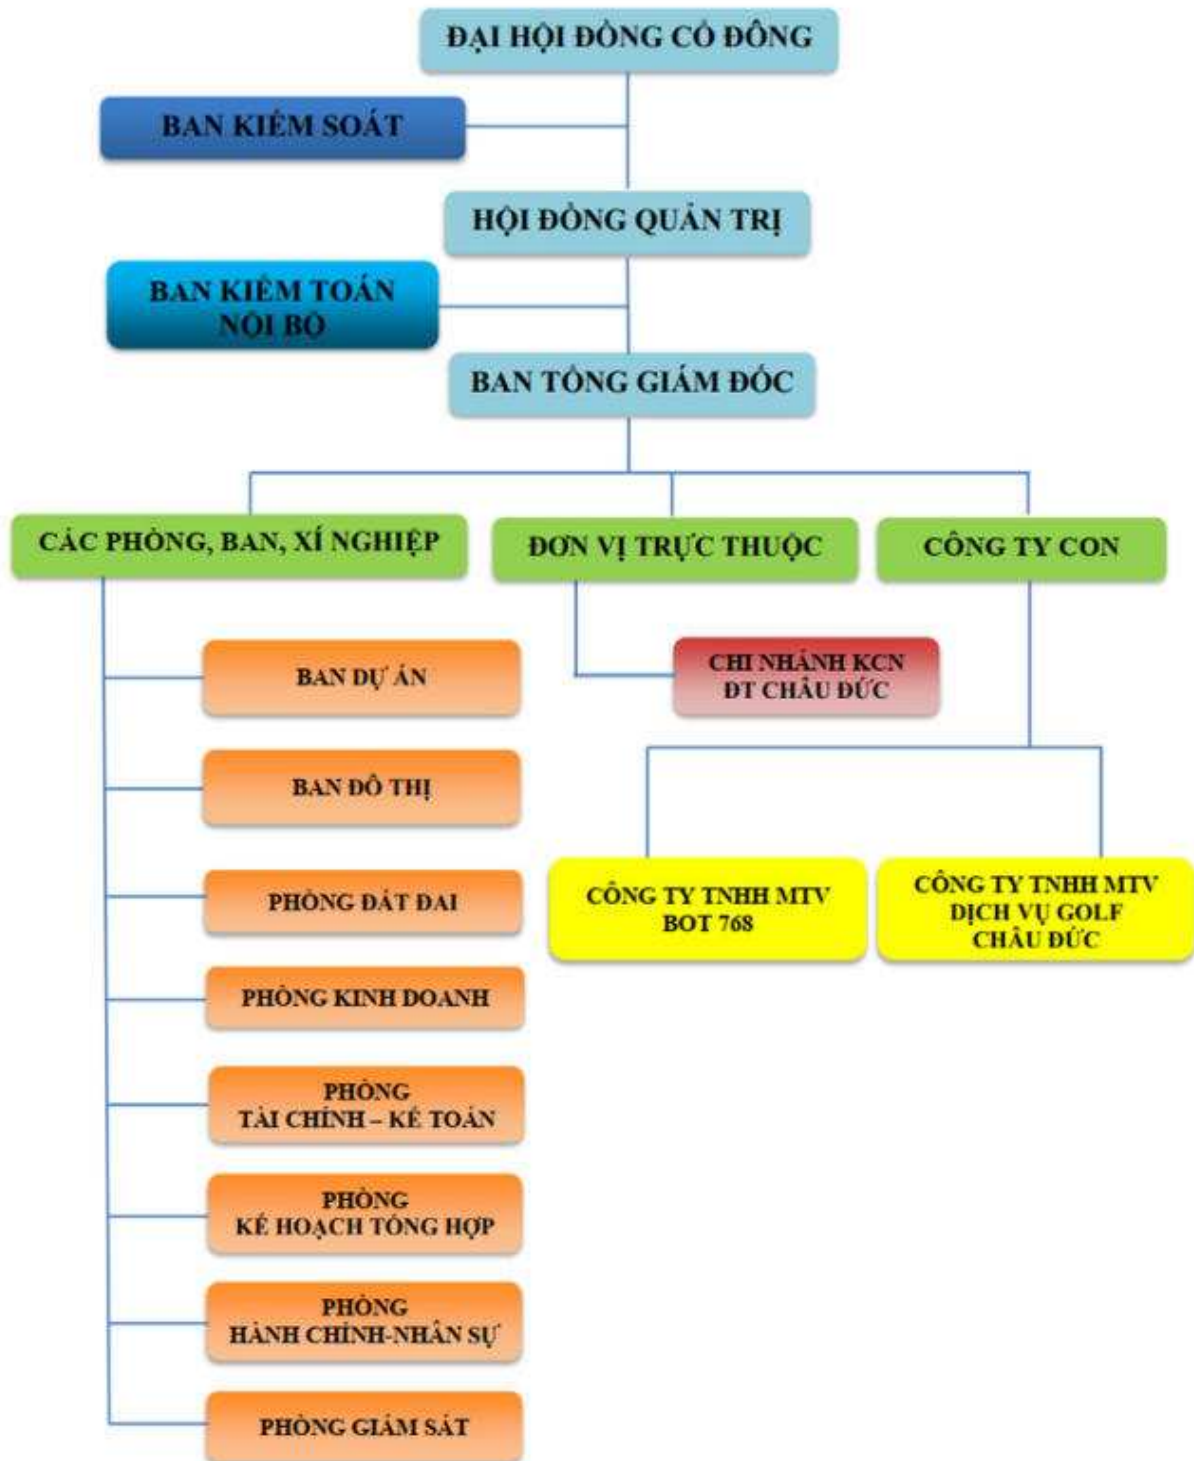 ĐẠI HỘI ĐỒNG CỔ ĐÔNG
BAN KIỂM SOÁT
HỘI ĐỒNG QUẢN TRỊ
BAN KIỂM TOÁN
NỘI BỘ
BAN TỔNG GIÁM ĐỐC
CÁC PHÒNG, BAN, XÍ NGHIỆP
ĐƠN VỊ TRỰC THUỘC
CÔNG TY CON
BAN DỰ ÁN
CHI NHÁNH KCN
ĐT CHÂU ĐỨC
BAN ĐÔ THỊ
PHÒNG ĐẤT ĐAI
CÔNG TY TNHH MTV
BOT 768
CÔNG TY TNHH MTV
DỊCH VỤ GOLF
CHÂU ĐỨC
PHÒNG KINH DOANH
PHÒNG
TÀI CHÍNH – KẾ TOÁN
PHÒNG
KẾ HOẠCH TỔNG HỢP
PHÒNG
HÀNH CHÍNH-NHÂN SỰ
PHÒNG GIÁM SÁT